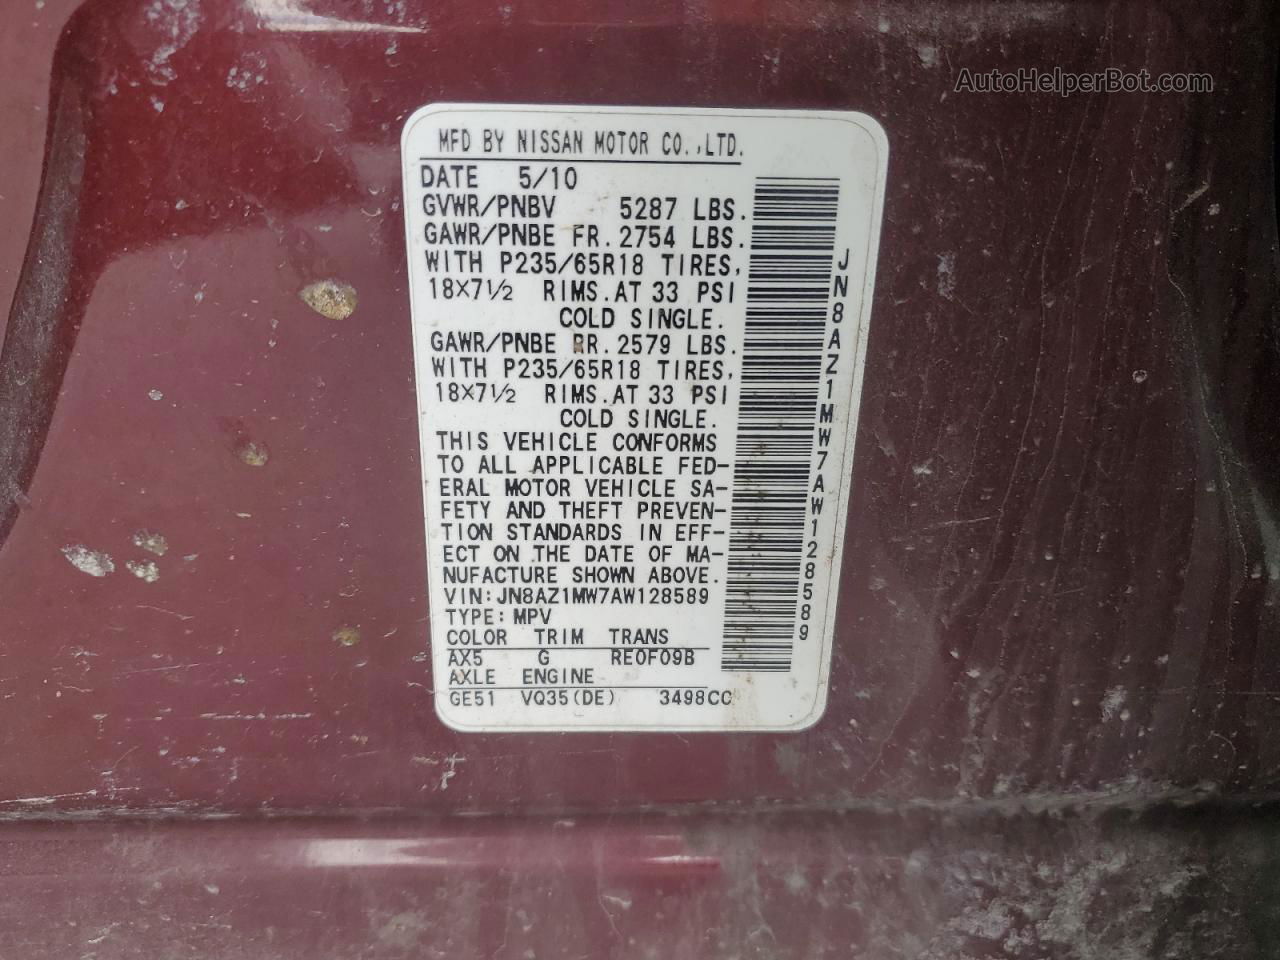 AutoHelperBot.com
MFD BY NISSAN MOTOR CO.,LTD.
DATE 5/10
GVWR/PNBV 5287 LBS.
GAWR/PNBE FR. 2754 LBS.
WITH P235/65R18 TIRES,
18×7½ RIMS. AT 33 PSI
COLD SINGLE.
GAWR/PNBE RR. 2579 LBS.
WITH P235/65R18 TIRES,
18×7½ RIMS. AT 33 PSI
COLD SINGLE.
THIS VEHICLE CONFORMS
TO ALL APPLICABLE FED-
ERAL MOTOR VEHICLE SA-
FETY AND THEFT PREVEN-
TION STANDARDS IN EFF-
ECT ON THE DATE OF MA-
NUFACTURE SHOWN ABOVE.
VIN: JN8AZ1MW7AW128589
TYPE: MPV
COLOR TRIM TRANS
AX5 G RE0F09B
AXLE ENGINE
GE51 VQ35(DE) 3498CC
JN8AZ1MW7AW128589